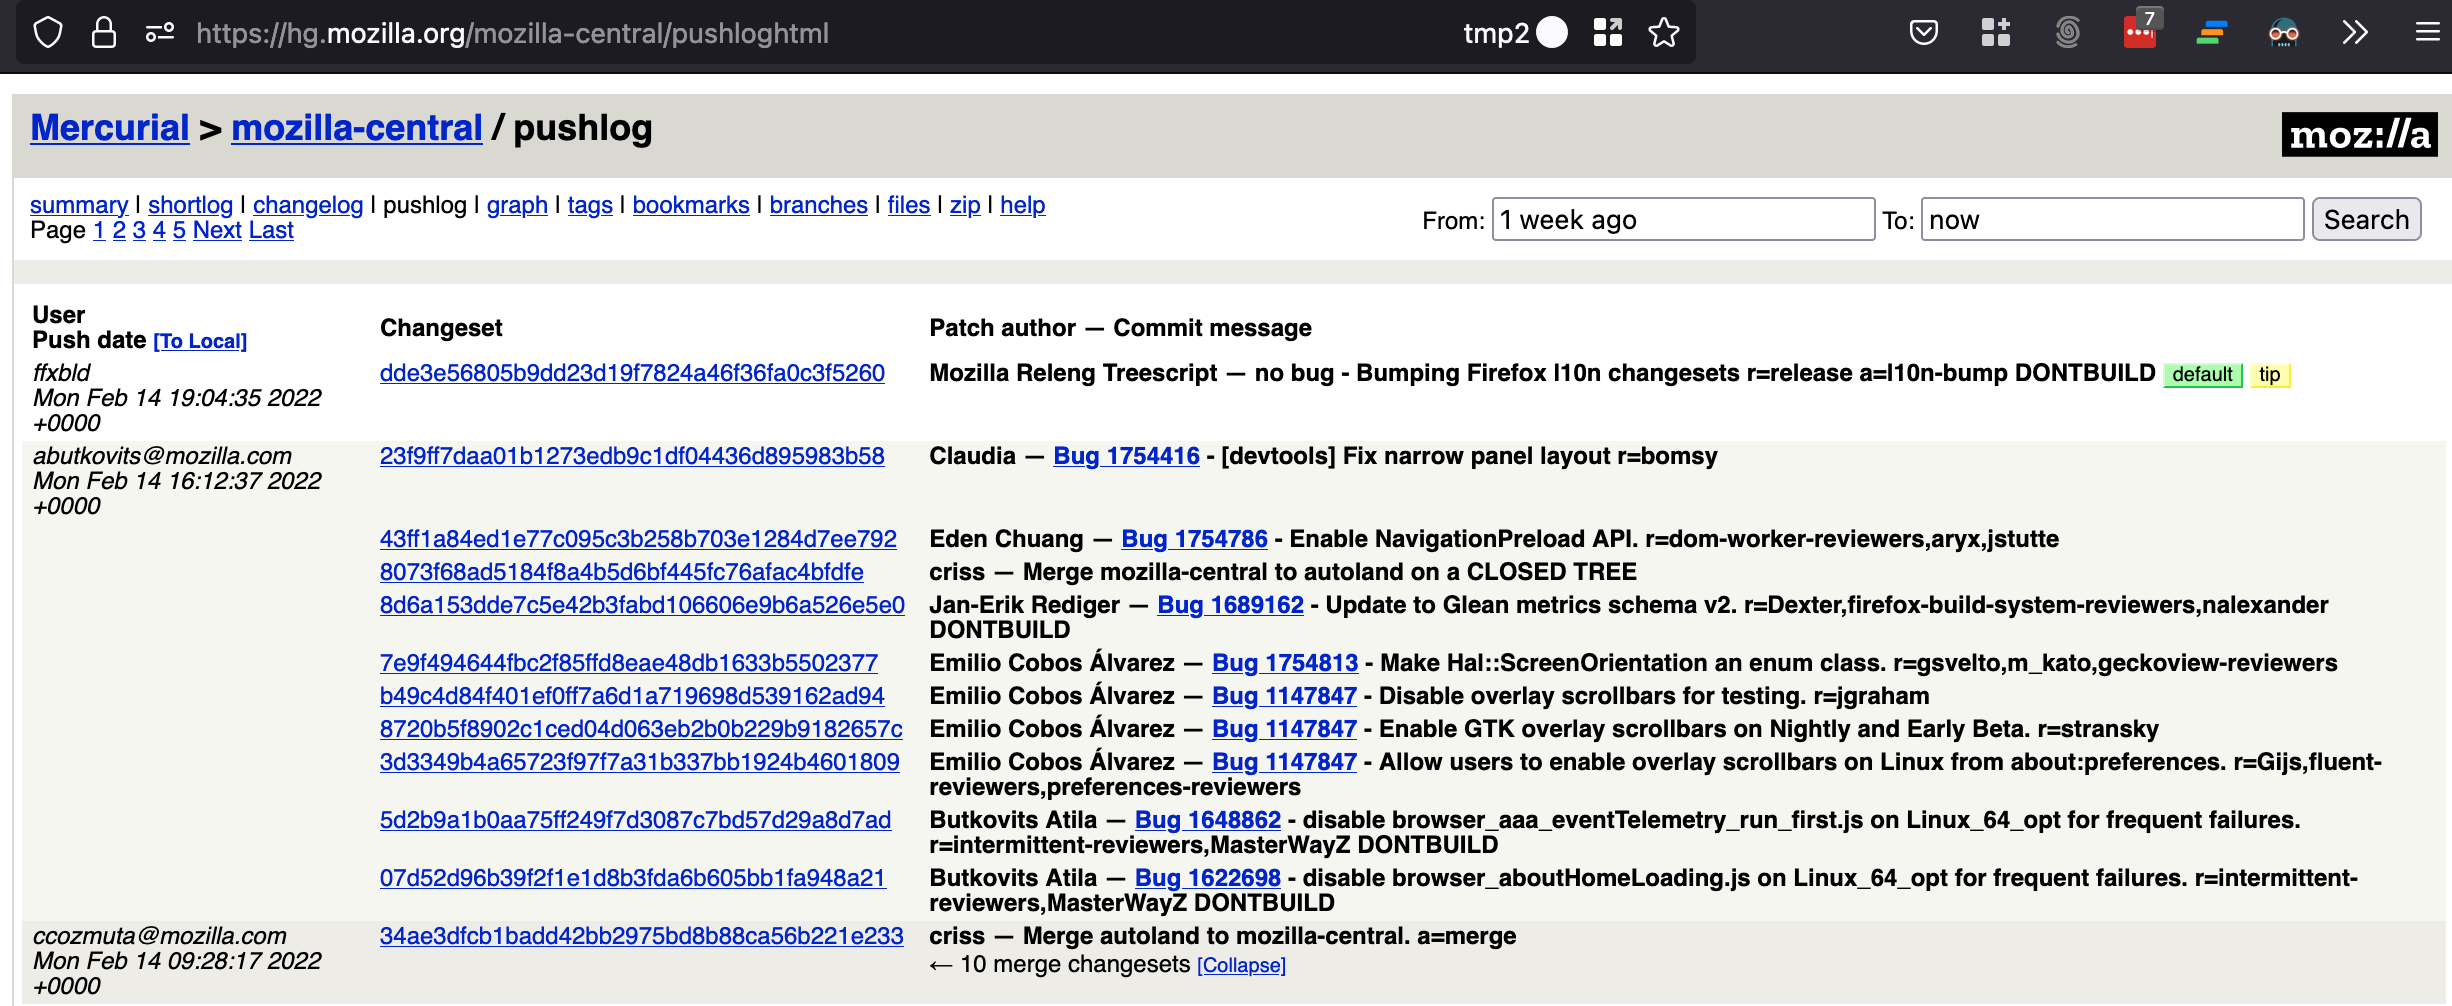 https://hg.mozilla.org/mozilla-central/pushloghtml
tmp2
7
Mercurial > mozilla-central / pushlog
moz://a
summary | shortlog | changelog | pushlog | graph | tags | bookmarks | branches | files | zip | help
Page 1 2 3 4 5 Next Last
From: 1 week ago To: now Search
User
Push date [To Local]
Changeset
Patch author — Commit message
ffxbld
Mon Feb 14 19:04:35 2022
+0000
dde3e56805b9dd23d19f7824a46f36fa0c3f5260
Mozilla Releng Treescript — no bug - Bumping Firefox l10n changesets r=release a=l10n-bump DONTBUILD default tip
abutkovits@mozilla.com
Mon Feb 14 16:12:37 2022
+0000
23f9ff7daa01b1273edb9c1df04436d895983b58
Claudia — Bug 1754416 - [devtools] Fix narrow panel layout r=bomsy
43ff1a84ed1e77c095c3b258b703e1284d7ee792
Eden Chuang — Bug 1754786 - Enable NavigationPreload API. r=dom-worker-reviewers,aryx,jstutte
8073f68ad5184f8a4b5d6bf445fc76afac4bfdfe
criss — Merge mozilla-central to autoland on a CLOSED TREE
8d6a153dde7c5e42b3fabd106606e9b6a526e5e0
Jan-Erik Rediger — Bug 1689162 - Update to Glean metrics schema v2. r=Dexter,firefox-build-system-reviewers,nalexander
DONTBUILD
7e9f494644fbc2f85ffd8eae48db1633b5502377
Emilio Cobos Álvarez — Bug 1754813 - Make Hal::ScreenOrientation an enum class. r=gsvelto,m_kato,geckoview-reviewers
b49c4d84f401ef0ff7a6d1a719698d539162ad94
Emilio Cobos Álvarez — Bug 1147847 - Disable overlay scrollbars for testing. r=jgraham
8720b5f8902c1ced04d063eb2b0b229b9182657c
Emilio Cobos Álvarez — Bug 1147847 - Enable GTK overlay scrollbars on Nightly and Early Beta. r=stransky
3d3349b4a65723f97f7a31b337bb1924b4601809
Emilio Cobos Álvarez — Bug 1147847 - Allow users to enable overlay scrollbars on Linux from about:preferences. r=Gijs,fluent-
reviewers,preferences-reviewers
5d2b9a1b0aa75ff249f7d3087c7bd57d29a8d7ad
Butkovits Atila — Bug 1648862 - disable browser_aaa_eventTelemetry_run_first.js on Linux_64_opt for frequent failures.
r=intermittent-reviewers,MasterWayZ DONTBUILD
07d52d96b39f2f1e1d8b3fda6b605bb1fa948a21
Butkovits Atila — Bug 1622698 - disable browser_aboutHomeLoading.js on Linux_64_opt for frequent failures. r=intermittent-
reviewers,MasterWayZ DONTBUILD
ccozmuta@mozilla.com
Mon Feb 14 09:28:17 2022
+0000
34ae3dfcb1badd42bb2975bd8b88ca56b221e233
criss — Merge autoland to mozilla-central. a=merge
← 10 merge changesets [Collapse]